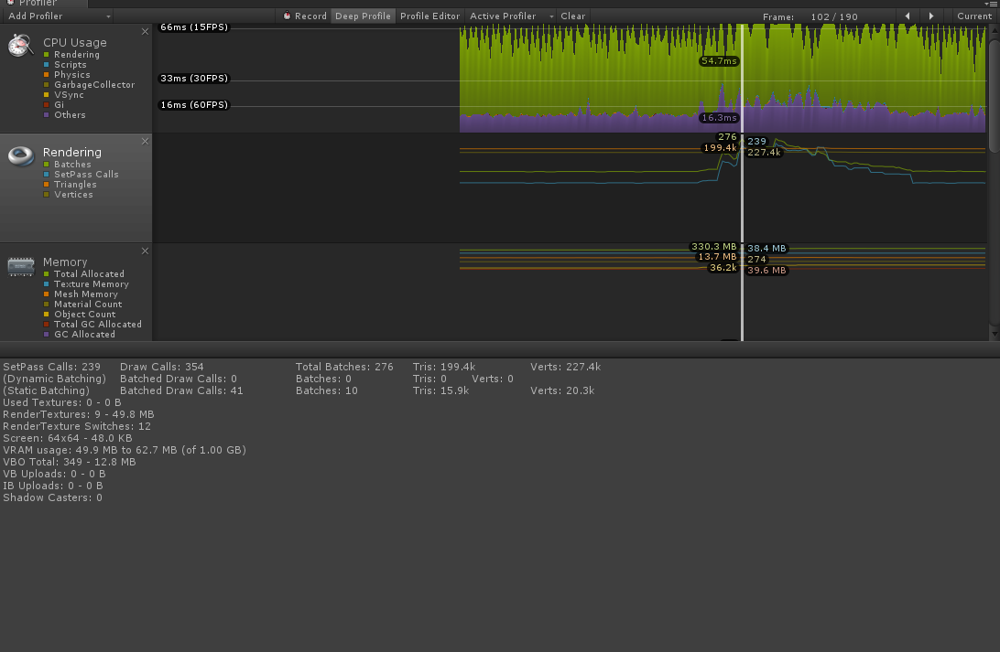 Profiler
Add Profiler Record Deep Profile Profile Editor Active Profiler Clear Frame: 102 / 190 Current
CPU Usage
Rendering
Scripts
Physics
GarbageCollector
VSync
Gi
Others
66ms (15FPS)
33ms (30FPS)
16ms (60FPS)
54.7ms
16.3ms
Rendering
Batches
SetPass Calls
Triangles
Vertices
276
239
199.4k
227.4k
Memory
Total Allocated
Texture Memory
Mesh Memory
Material Count
Object Count
Total GC Allocated
GC Allocated
330.3 MB
38.4 MB
13.7 MB
274
36.2k
39.6 MB
SetPass Calls: 239 Draw Calls: 354 Total Batches: 276 Tris: 199.4k Verts: 227.4k
(Dynamic Batching) Batched Draw Calls: 0 Batches: 0 Tris: 0 Verts: 0
(Static Batching) Batched Draw Calls: 41 Batches: 10 Tris: 15.9k Verts: 20.3k
Used Textures: 0 - 0 B
RenderTextures: 9 - 49.8 MB
RenderTexture Switches: 12
Screen: 64x64 - 48.0 KB
VRAM usage: 49.9 MB to 62.7 MB (of 1.00 GB)
VBO Total: 349 - 12.8 MB
VB Uploads: 0 - 0 B
IB Uploads: 0 - 0 B
Shadow Casters: 0